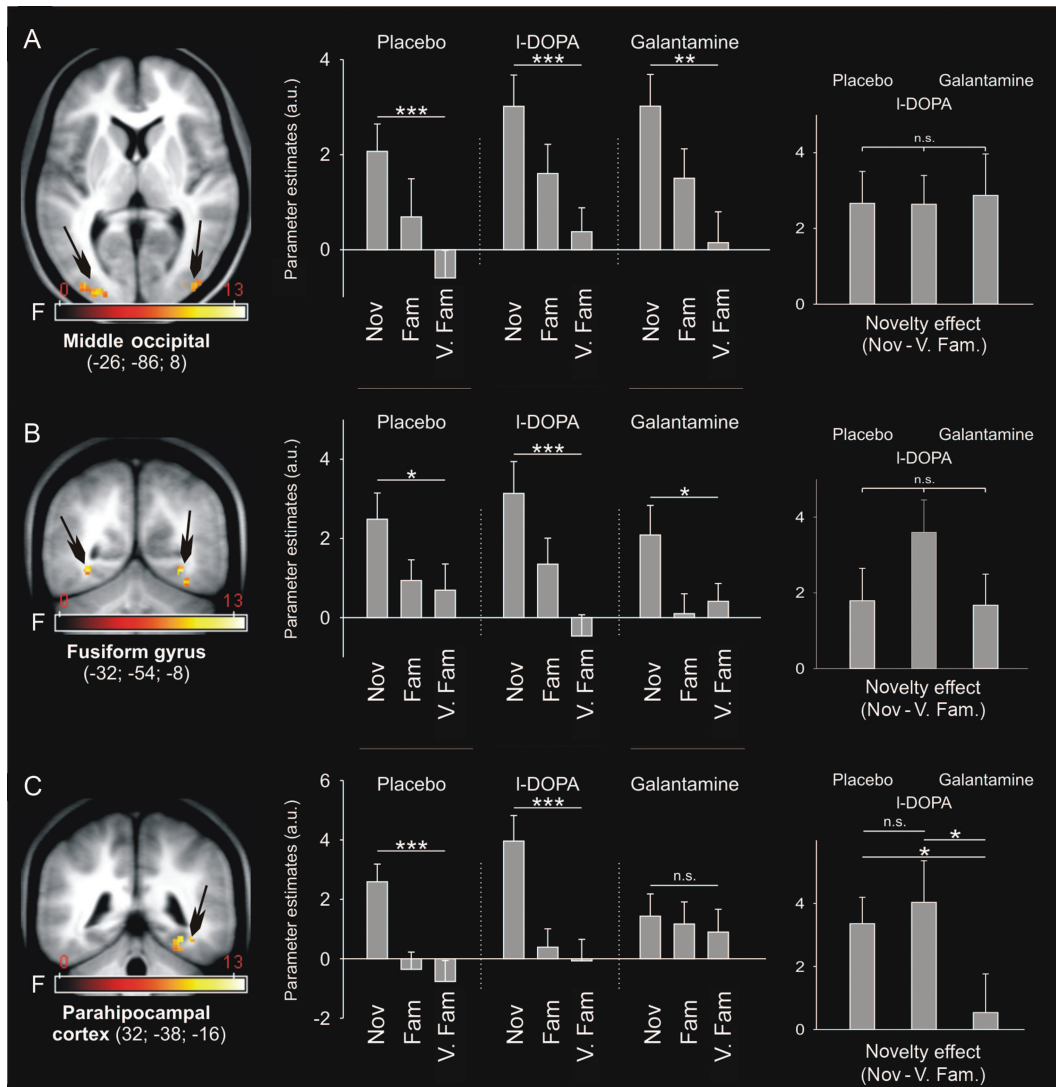 A
0 13
F
Middle occipital
(-26; -86; 8)
Parameter estimates (a.u.)
4
2
0
Placebo
***
Nov
Fam
V. Fam
l-DOPA
***
Nov
Fam
V. Fam
Galantamine
**
Nov
Fam
V. Fam
Placebo Galantamine
l-DOPA
n.s.
4
2
0
Novelty effect
(Nov - V. Fam.)
B
0 13
F
Fusiform gyrus
(-32; -54; -8)
Parameter estimates (a.u.)
4
2
0
Placebo
*
Nov
Fam
V. Fam
l-DOPA
***
Nov
Fam
V. Fam
Galantamine
*
Nov
Fam
V. Fam
Placebo Galantamine
l-DOPA
n.s.
4
2
0
Novelty effect
(Nov - V. Fam.)
C
0 13
F
Parahipocampal
cortex (32; -38; -16)
Parameter estimates (a.u.)
6
4
2
0
-2
Placebo
***
Nov
Fam
V. Fam
l-DOPA
***
Nov
Fam
V. Fam
Galantamine
n.s.
Nov
Fam
V. Fam
Placebo Galantamine
l-DOPA
n.s.
*
*
4
2
0
Novelty effect
(Nov - V. Fam.)